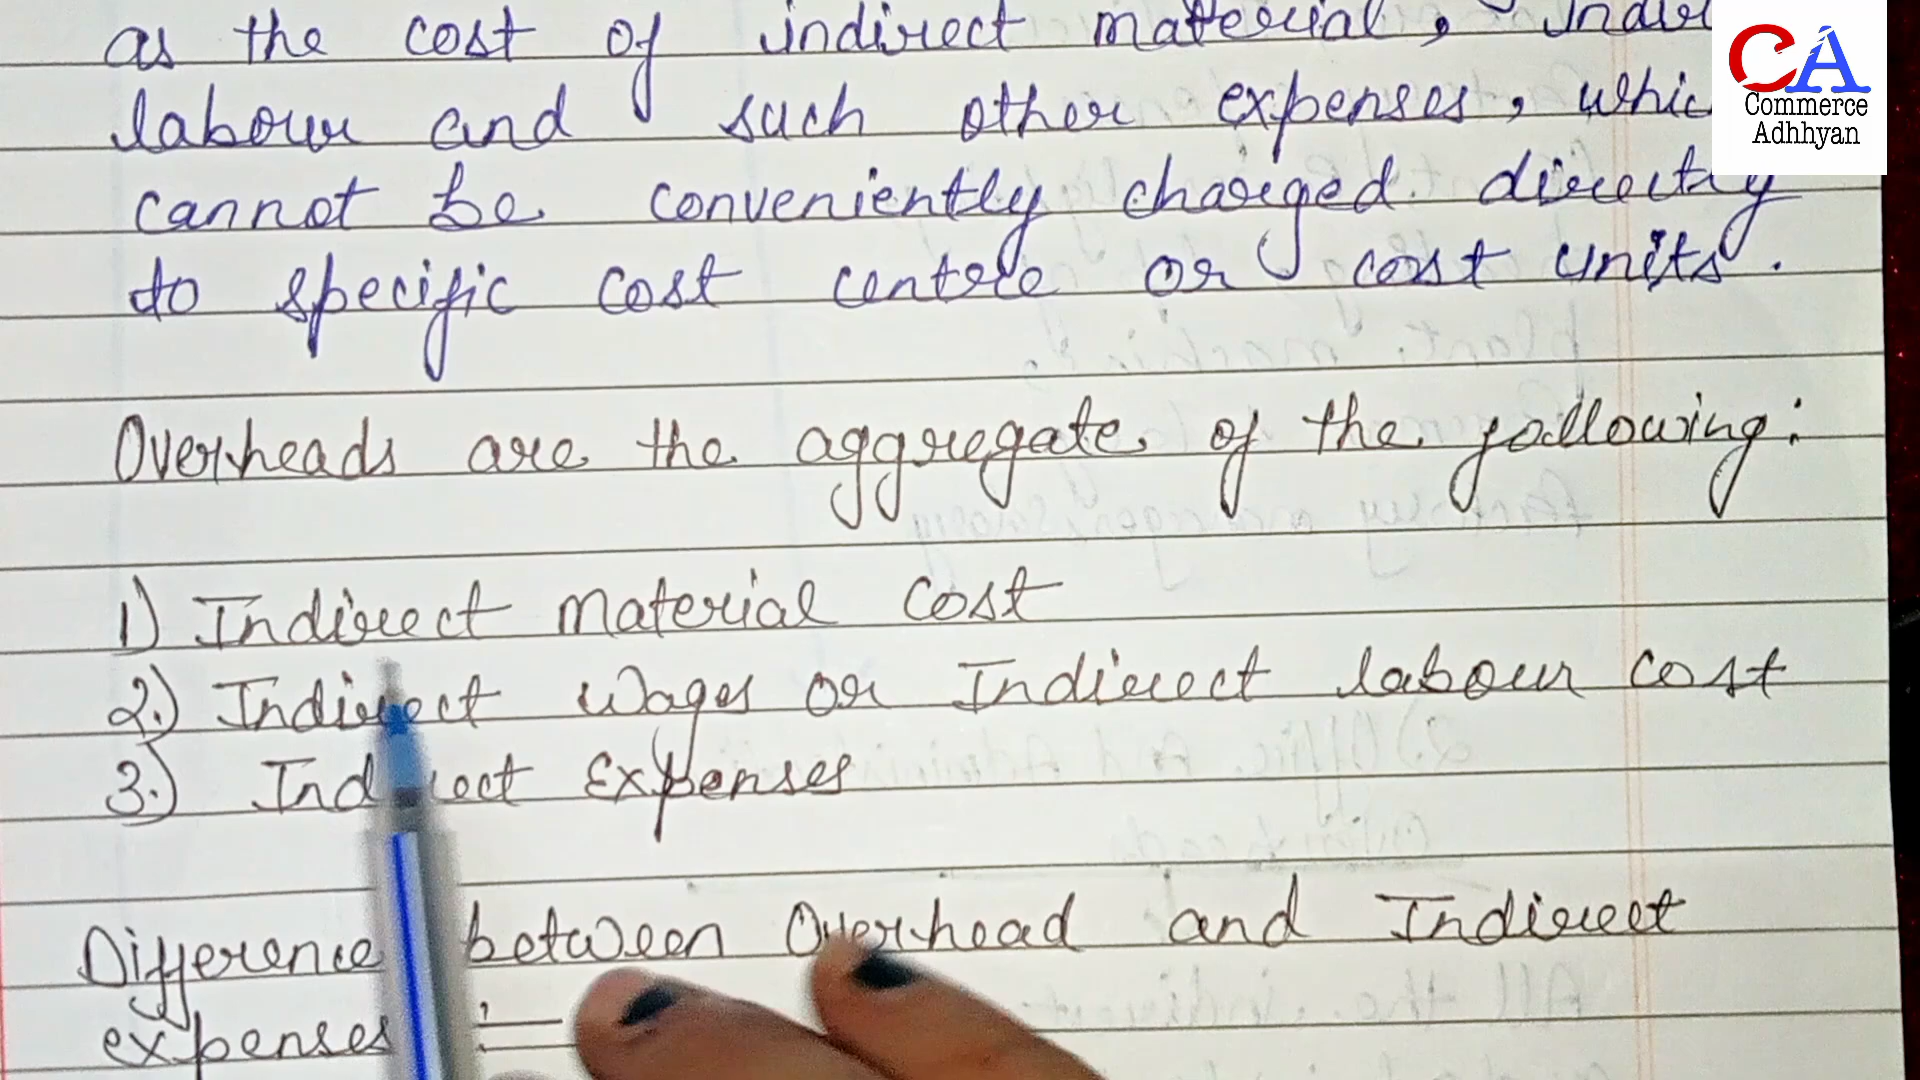 as the cost of indirect material, Indir
labour and such other expenses, whic
cannot be conveniently charged directly
to specific cost centre or cost units.
Overheads are the aggregate of the following:
1) Indirect Material Cost
2.) Indirect Wages or Indirect labour cost
3.) Indirect Expenses
Difference between Overhead and Indirect
expenses :
CA
Commerce
Adhhyan